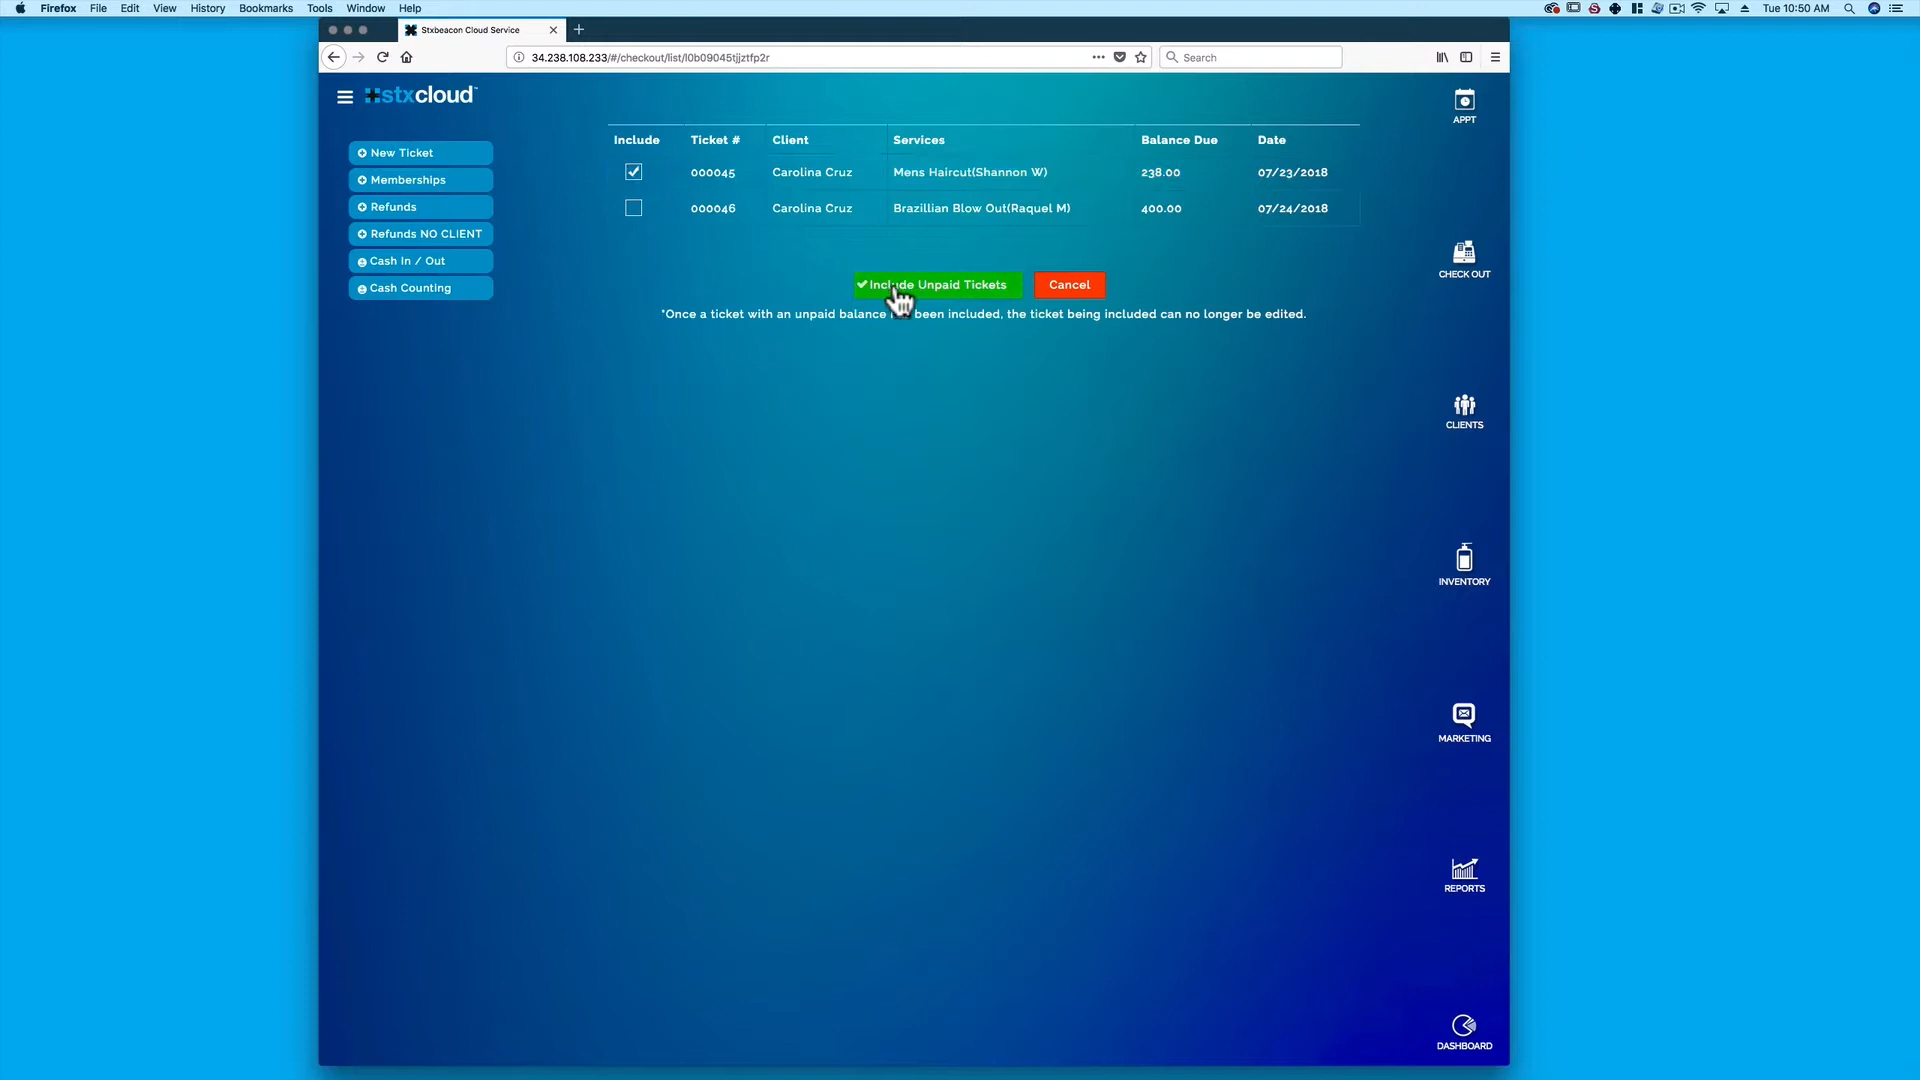 Firefox File Edit View History Bookmarks Tools Window Help Tue 10:50 AM
Stxbeacon Cloud Service
34.238.108.233/#/checkout/list/l0b09045tjjztfp2r
Search
stxcloud™
New Ticket
Memberships
Refunds
Refunds NO CLIENT
Cash In / Out
Cash Counting
Include Ticket # Client Services Balance Due Date
000045 Carolina Cruz Mens Haircut(Shannon W) 238.00 07/23/2018
000046 Carolina Cruz Brazillian Blow Out(Raquel M) 400.00 07/24/2018
Include Unpaid Tickets Cancel
*Once a ticket with an unpaid balance been included, the ticket being included can no longer be edited.
APPT
CHECK OUT
CLIENTS
INVENTORY
MARKETING
REPORTS
DASHBOARD